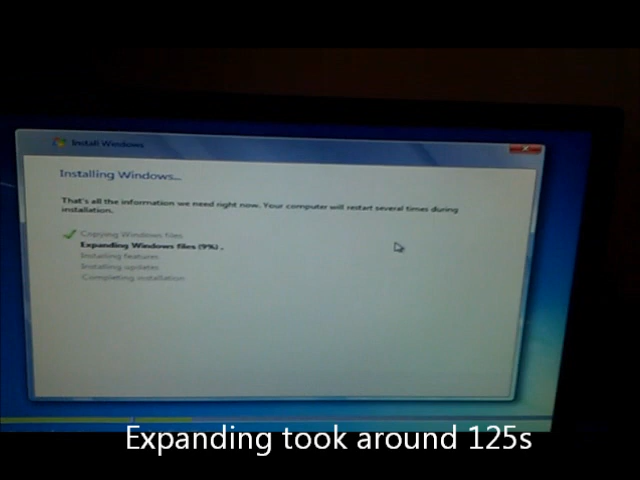 Install Windows
Installing Windows...
That's all the information we need right now. Your computer will restart several times during
installation.
Copying Windows files
Expanding Windows files (9%) .
Installing features
Installing updates
Completing installation
Expanding took around 125s